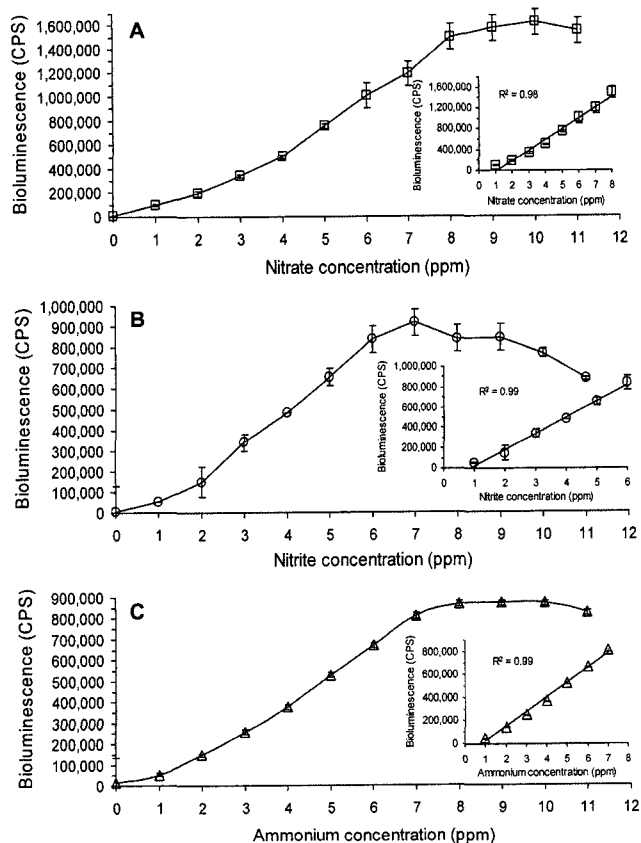 A
Bioluminescence (CPS)
1,600,000
1,400,000
1,200,000
1,000,000
800,000
600,000
400,000
200,000
0
0 1 2 3 4 5 6 7 8 9 10 11 12
Nitrate concentration (ppm)
R² = 0.98
Bioluminescence (CPS)
1,600,000
1,200,000
800,000
400,000
0
0 1 2 3 4 5 6 7 8
Nitrate concentration (ppm)
B
Bioluminescence (CPS)
1,000,000
900,000
800,000
700,000
600,000
500,000
400,000
300,000
200,000
100,000
0
0 1 2 3 4 5 6 7 8 9 10 11 12
Nitrite concentration (ppm)
R² = 0.99
Bioluminescence (CPS)
1,000,000
800,000
600,000
400,000
200,000
0
0 1 2 3 4 5 6
Nitrite concentration (ppm)
C
Bioluminescence (CPS)
900,000
800,000
700,000
600,000
500,000
400,000
300,000
200,000
100,000
0
0 1 2 3 4 5 6 7 8 9 10 11 12
Ammonium concentration (ppm)
R² = 0.99
Bioluminescence (CPS)
800,000
600,000
400,000
200,000
0
0 1 2 3 4 5 6 7 8
Ammonium concentration (ppm)